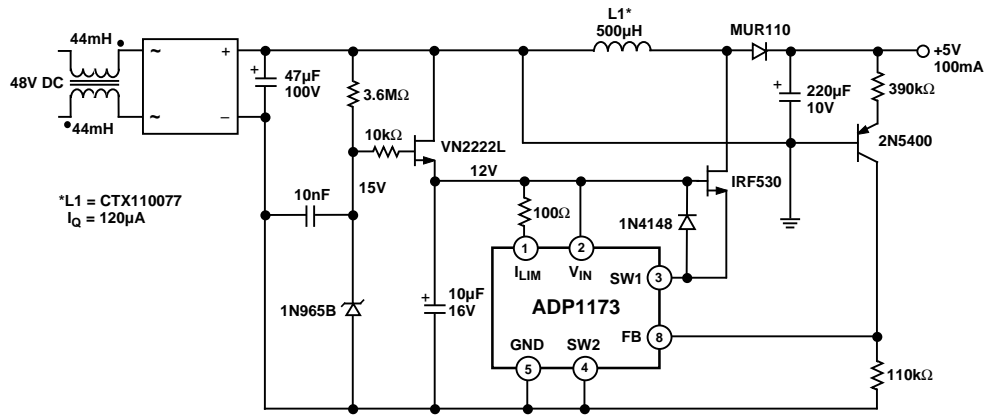 L1*
500µH
MUR110
44mH
~
+
+5V
100mA
48V DC
+
47µF
100V
3.6MΩ
+
220µF
10V
390kΩ
44mH
~
–
10kΩ
VN2222L
2N5400
*L1 = CTX110077
IQ = 120µA
10nF
15V
12V
IRF530
100Ω
1N4148
1
2
ILIM
VIN
SW1
3
1N965B
+
10µF
16V
ADP1173
FB
8
GND
SW2
5
4
110kΩ